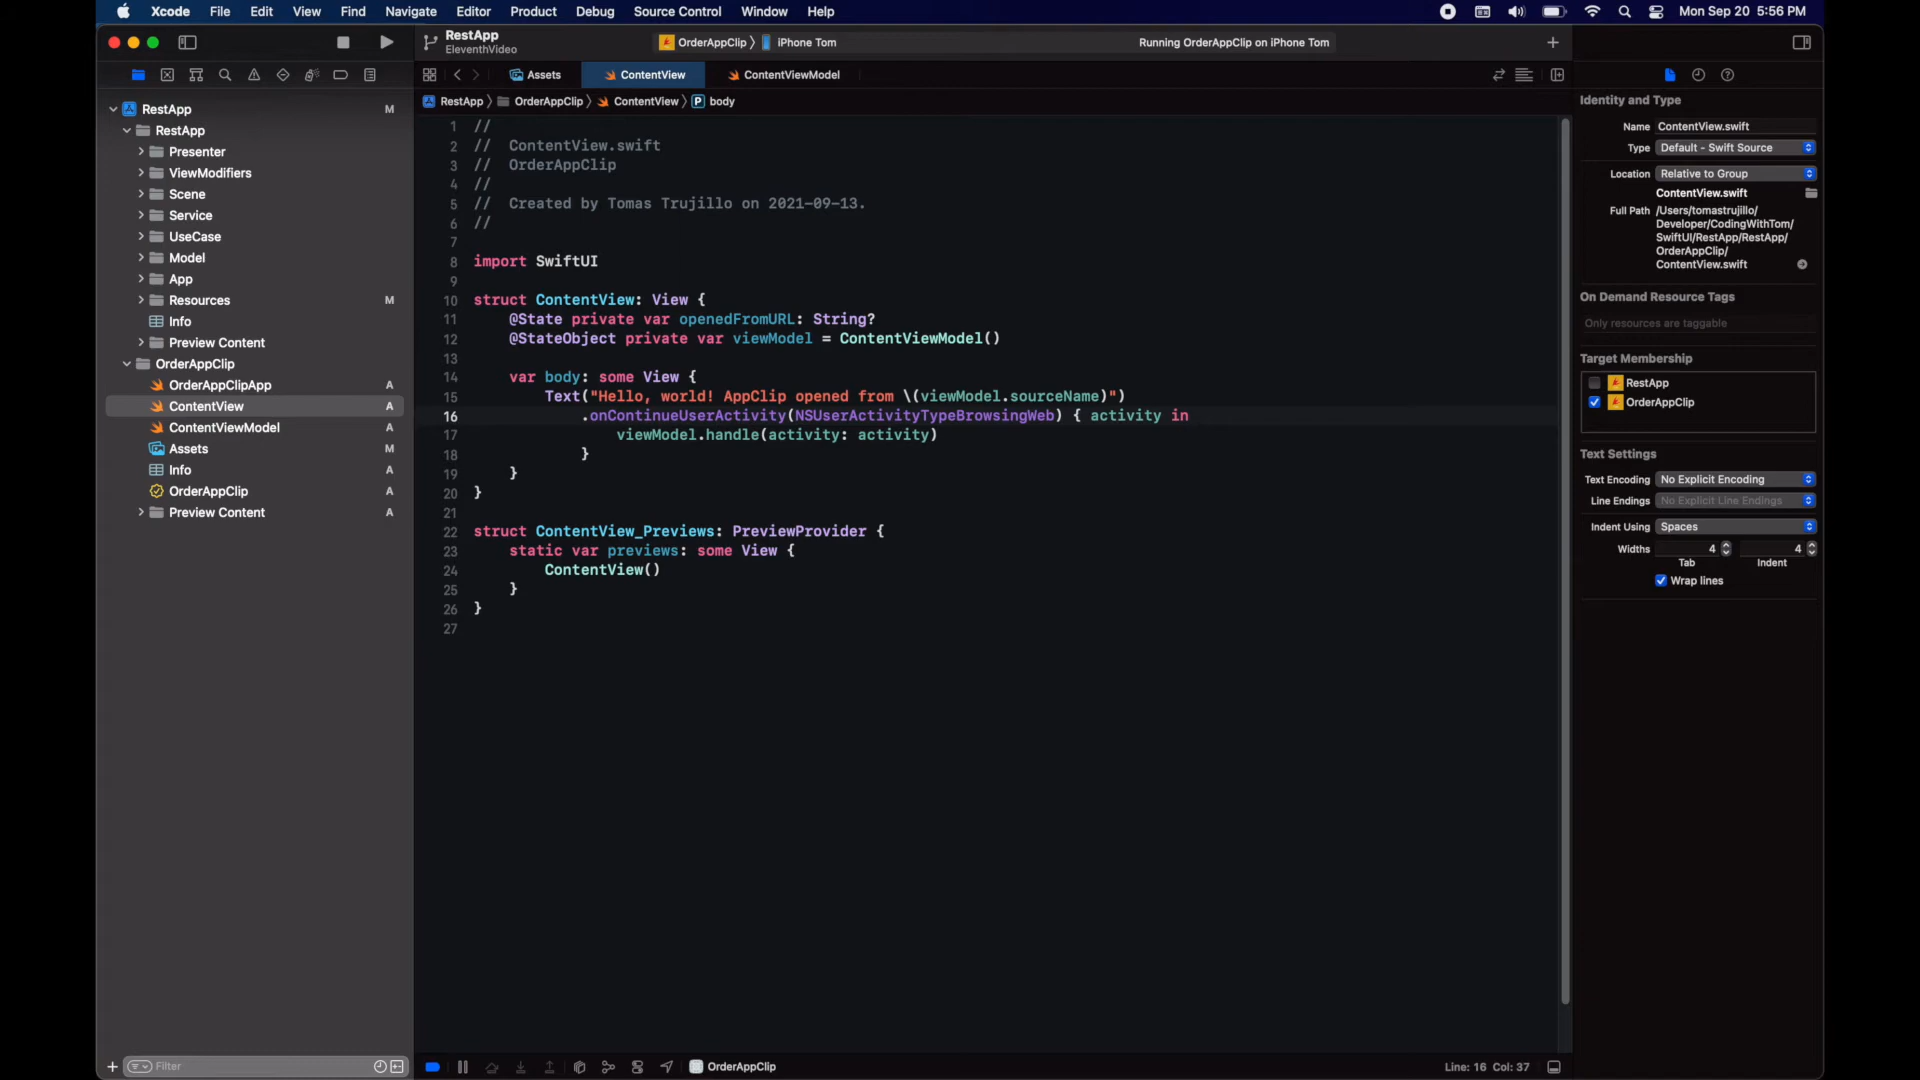 Xcode File Edit View Find Navigate Editor Product Debug Source Control Window Help Mon Sep 20 5:56 PM
RestApp
EleventhVideo
OrderAppClip iPhone Tom Running OrderAppClip on iPhone Tom
Assets ContentView ContentViewModel
RestApp OrderAppClip ContentView P body
RestApp M
RestApp
Presenter
ViewModifiers
Scene
Service
UseCase
Model
App
Resources M
Info
Preview Content
OrderAppClip
OrderAppClipApp A
ContentView A
ContentViewModel A
Assets M
Info A
OrderAppClip A
Preview Content A
Filter
1 //
2 //  ContentView.swift
3 //  OrderAppClip
4 //
5 //  Created by Tomas Trujillo on 2021-09-13.
6 //
7
8 import SwiftUI
9
10 struct ContentView: View {
11     @State private var openedFromURL: String?
12     @StateObject private var viewModel = ContentViewModel()
13
14     var body: some View {
15         Text("Hello, world! AppClip opened from \(viewModel.sourceName)")
16             .onContinueUserActivity(NSUserActivityTypeBrowsingWeb) { activity in
17                 viewModel.handle(activity: activity)
18             }
19     }
20 }
21
22 struct ContentView_Previews: PreviewProvider {
23     static var previews: some View {
24         ContentView()
25     }
26 }
27
OrderAppClip Line: 16 Col: 37
Identity and Type
Name ContentView.swift
Type Default - Swift Source
Location Relative to Group
ContentView.swift
Full Path /Users/tomastrujillo/
Developer/CodingWithTom/
SwiftUI/RestApp/RestApp/
OrderAppClip/
ContentView.swift
On Demand Resource Tags
Only resources are taggable
Target Membership
RestApp
OrderAppClip
Text Settings
Text Encoding No Explicit Encoding
Line Endings No Explicit Line Endings
Indent Using Spaces
Widths 4 4
Tab Indent
Wrap lines